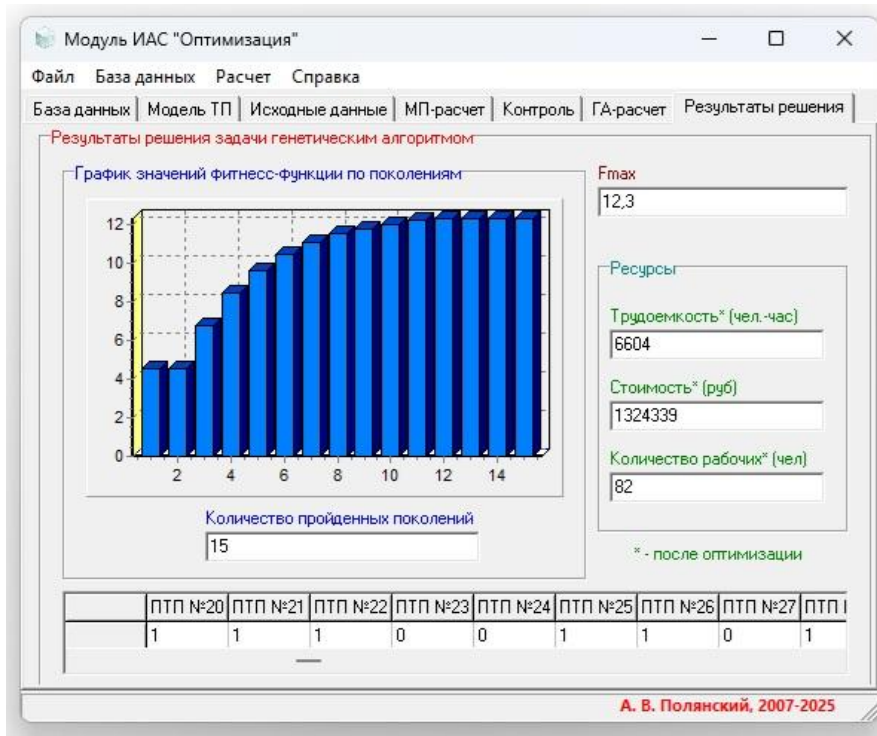 Модуль ИАС "Оптимизация"
Файл База данных Расчет Справка
База данных Модель ТП Исходные данные МП-расчет Контроль ГА-расчет Результаты решения
Результаты решения задачи генетическим алгоритмом
График значений фитнесс-функции по поколениям
12
10
8
6
4
2
0
2 4 6 8 10 12 14
Количество пройденных поколений
15
Fmax
12,3
Ресурсы
Трудоемкость* (чел.-час)
6604
Стоимость* (руб)
1324339
Количество рабочих* (чел)
82
* - после оптимизации
ПТП №20 ПТП №21 ПТП №22 ПТП №23 ПТП №24 ПТП №25 ПТП №26 ПТП №27 ПТП
1 1 1 0 0 1 1 0 1
А. В. Полянский, 2007-2025